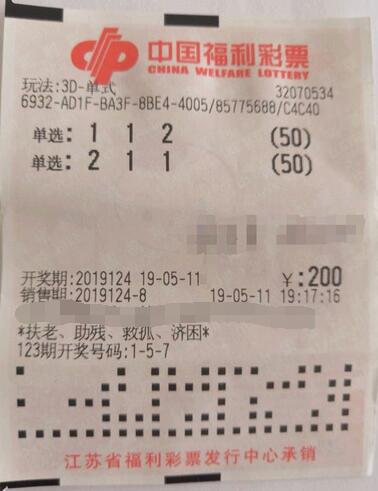 中国福利彩票
CHINA WELFARE LOTTERY
玩法:3D-单式 32070534
6932-AD1F-BA3F-8BE4-4005/85775688/C4C40
单选: 1 1 2 (50)
单选: 2 1 1 (50)
开奖期:2019124 19-05-11 ¥:200
销售期:2019124-8 19-05-11 19:17:16
*扶老、助残、救孤、济困*
123期开奖号码:1-5-7
江苏省福利彩票发行中心承销